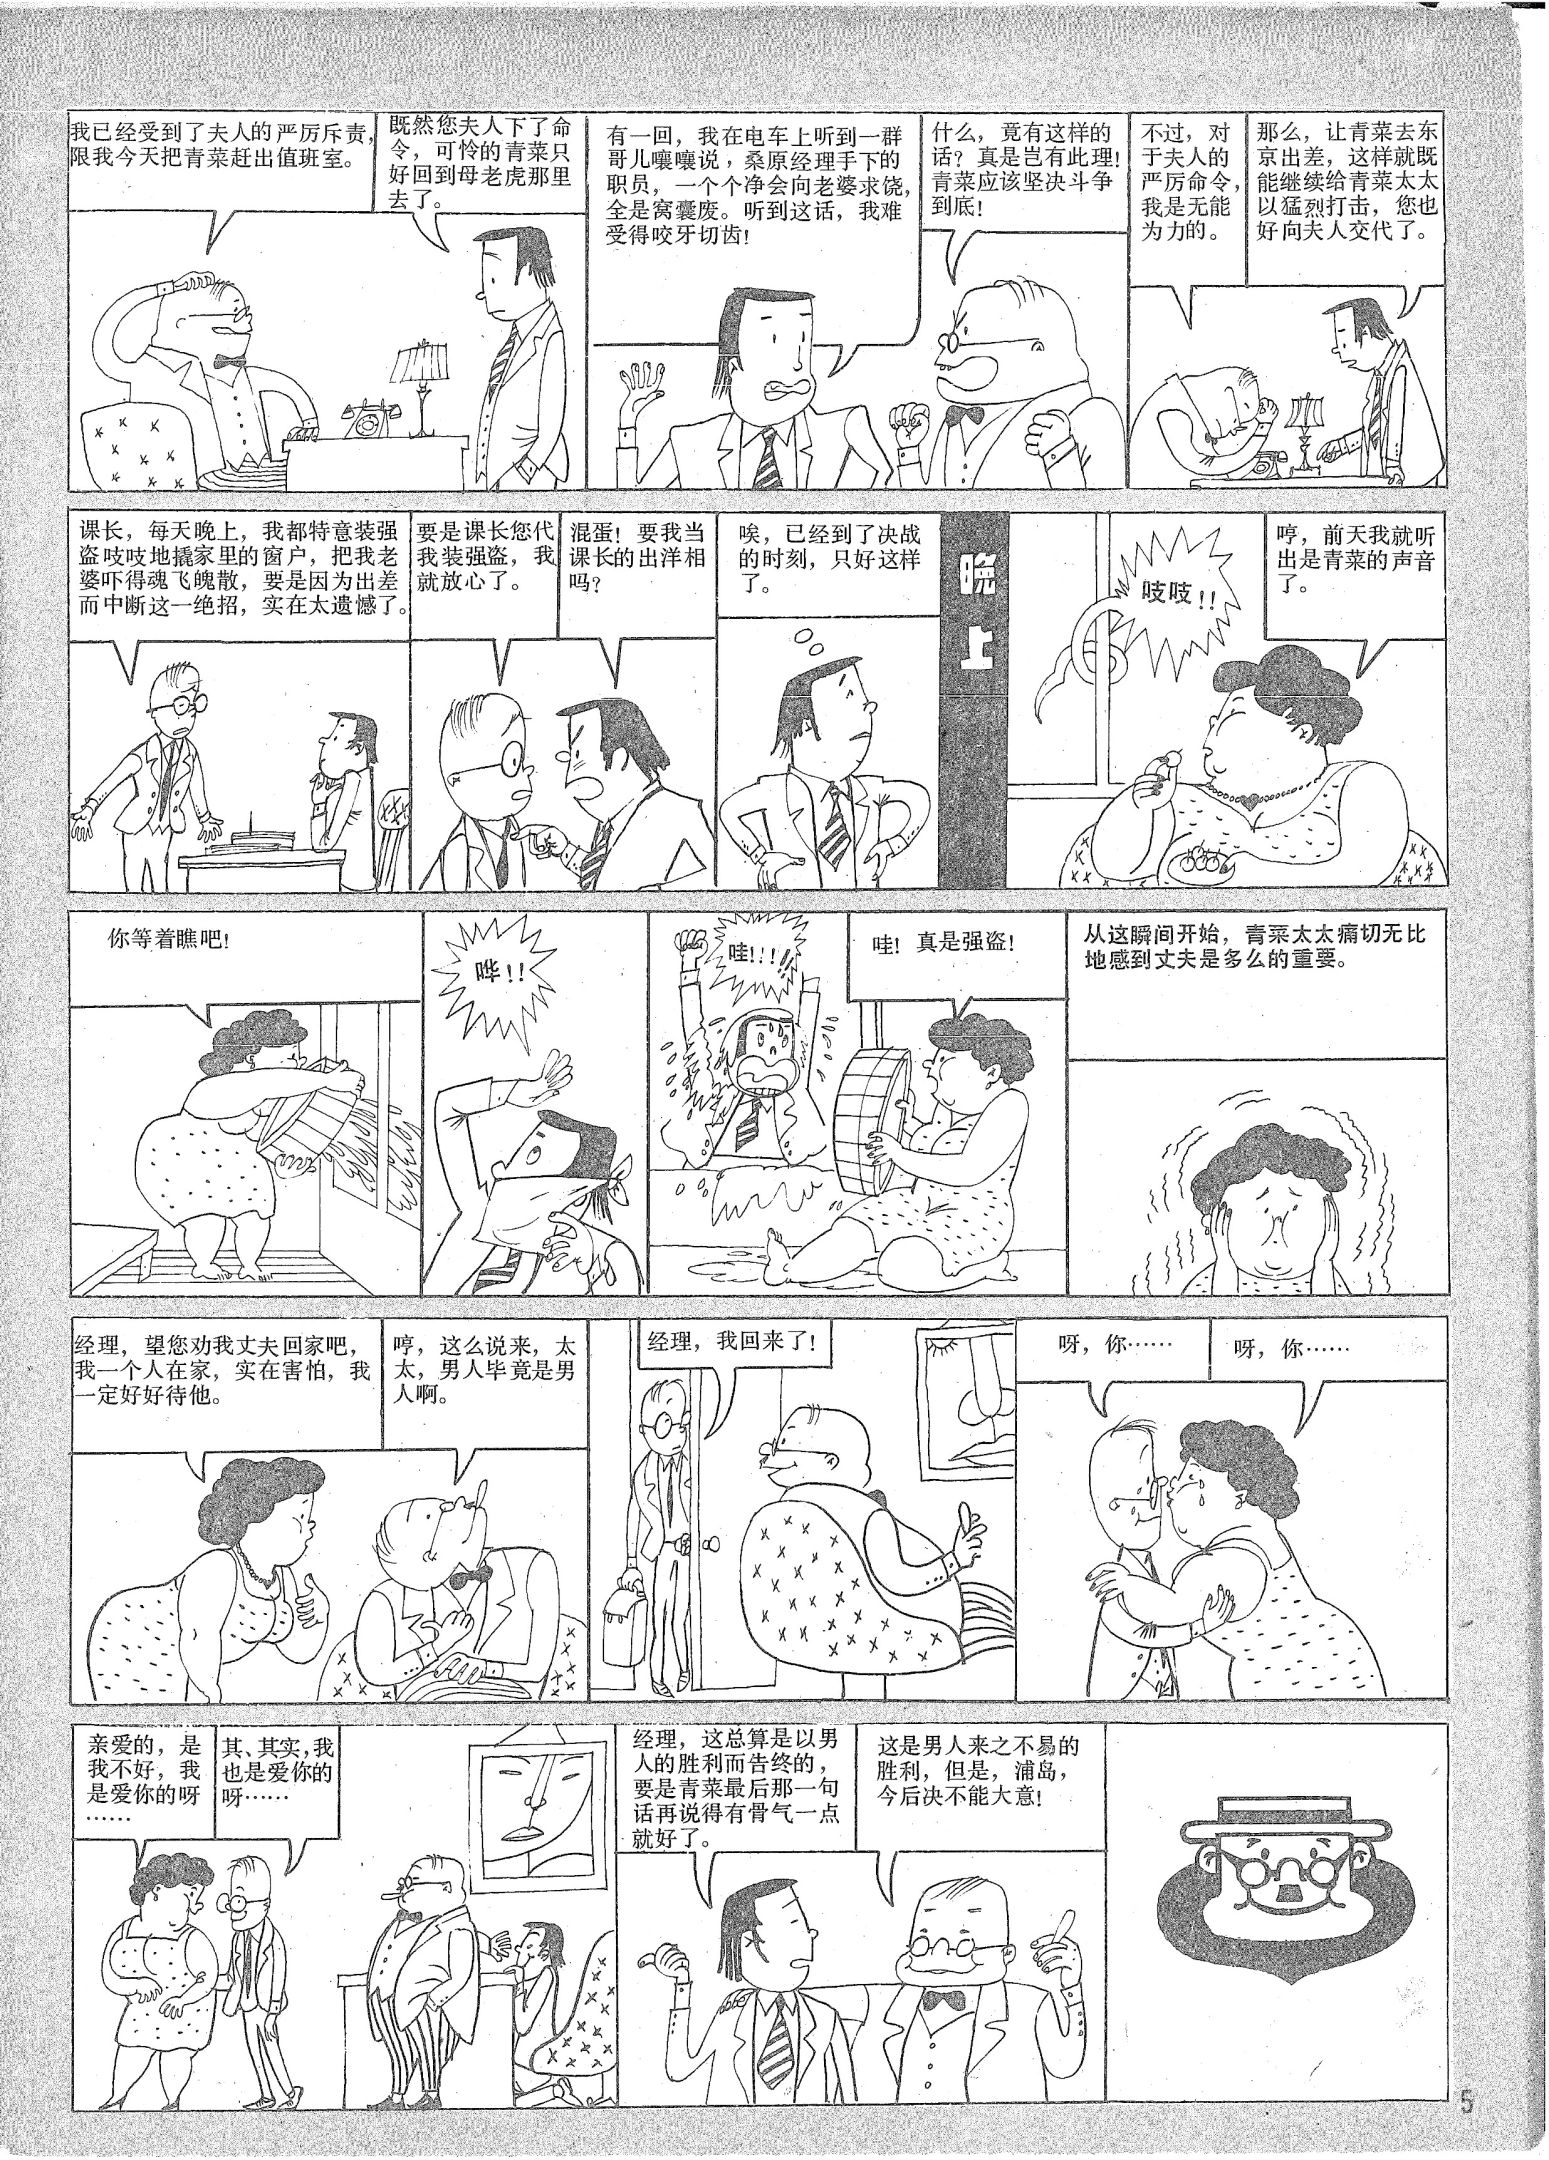 我已经受到了夫人的严厉斥责，
限我今天把青菜赶出值班室。
既然您夫人下了命
令，可怜的青菜只
好回到母老虎那里
去了。
有一回，我在电车上听到一群
哥儿嚷嚷说，桑原经理手下的
职员，一个个净会向老婆求饶，
全是窝囊废。听到这话，我难
受得咬牙切齿！
什么，竟有这样的
话？真是岂有此理！
青菜应该坚决斗争
到底！
不过，对
于夫人的
严厉命令，
我是无能
为力的。
那么，让青菜去东
京出差，这样就既
能继续给青菜太太
以猛烈打击，您也
好向夫人交代了。
课长，每天晚上，我都特意装强
盗吱吱地撬家里的窗户，把我老
婆吓得魂飞魄散，要是因为出差
而中断这一绝招，实在太遗憾了。
要是课长您代
我装强盗，我
就放心了。
混蛋！要我当
课长的出洋相
吗？
唉，已经到了决战
的时刻，只好这样
了。
晚上
吱吱！！
哼，前天我就听
出是青菜的声音
了。
你等着瞧吧！
哗！！
哇！！！
哇！真是强盗！
从这瞬间开始，青菜太太痛切无比
地感到丈夫是多么的重要。
经理，望您劝我丈夫回家吧，
我一个人在家，实在害怕，我
一定好好待他。
哼，这么说来，太
太，男人毕竟是男
人啊。
经理，我回来了！
呀，你……
呀，你……
亲爱的，是
我不好，我
是爱你的呀
……
其、其实，我
也是爱你的
呀……
经理，这总算是以男
人的胜利而告终的，
要是青菜最后那一句
话再说得有骨气一点
就好了。
这是男人来之不易的
胜利，但是，浦岛，
今后决不能大意！
5